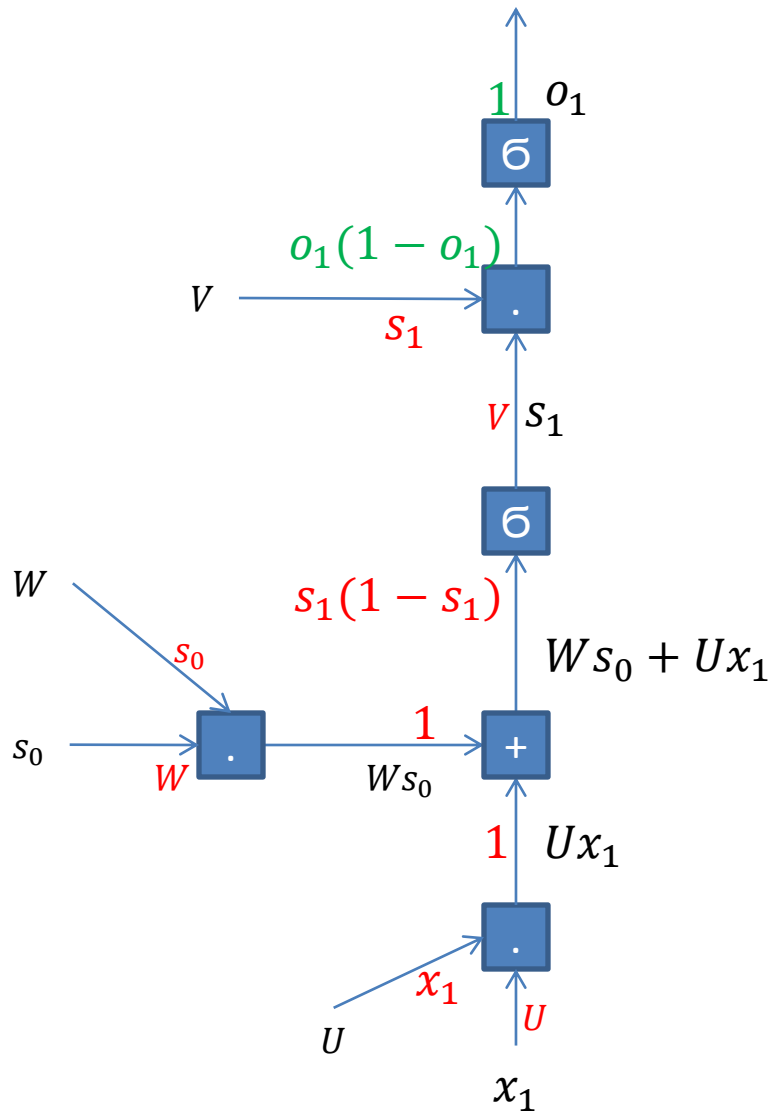 1 o₁
б
o₁(1 − o₁)
V
s₁
.
V s₁
б
W
s₁(1 − s₁)
s₀
Ws₀ + Ux₁
s₀
W
.
1
Ws₀
+
1 Ux₁
.
x₁
U
U
x₁